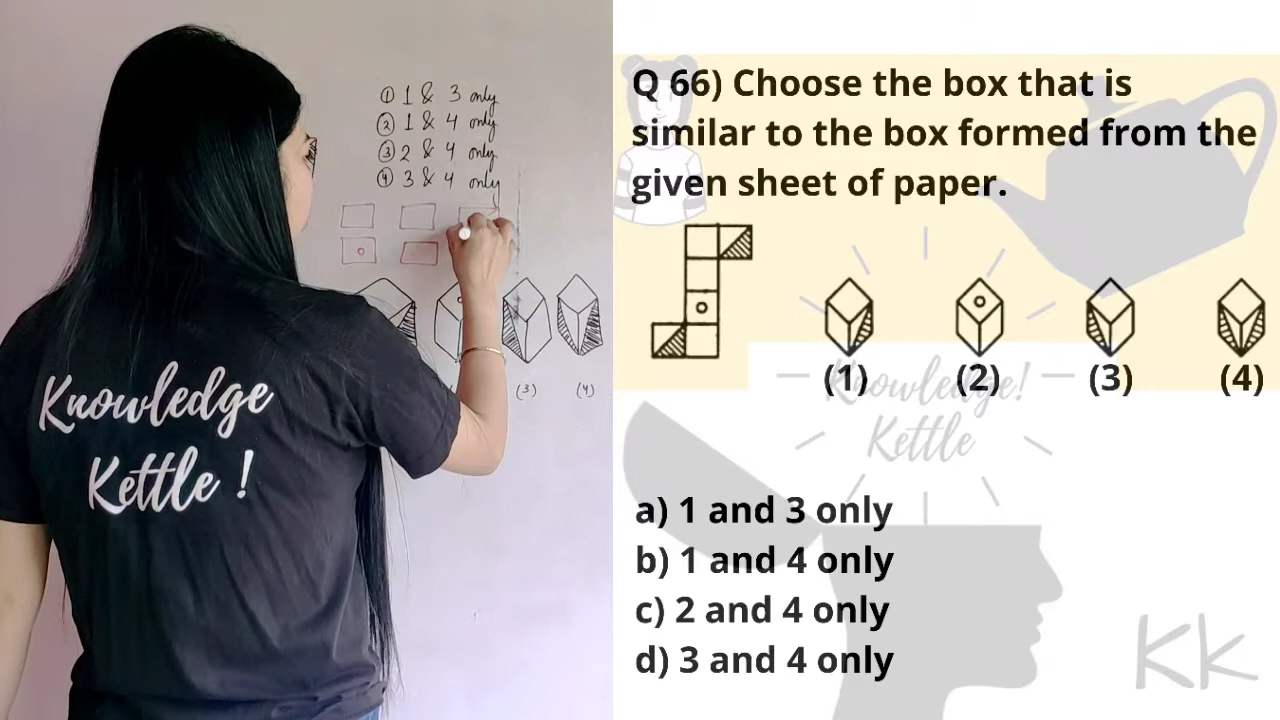 ① 1 & 3 only
② 1 & 4 only
③ 2 & 4 only
④ 3 & 4 only
(3) (4)
Knowledge
Kettle !
Q 66) Choose the box that is
similar to the box formed from the
given sheet of paper.
(1) (2) (3) (4)
Knowledge!
Kettle
a) 1 and 3 only
b) 1 and 4 only
c) 2 and 4 only
d) 3 and 4 only
KK